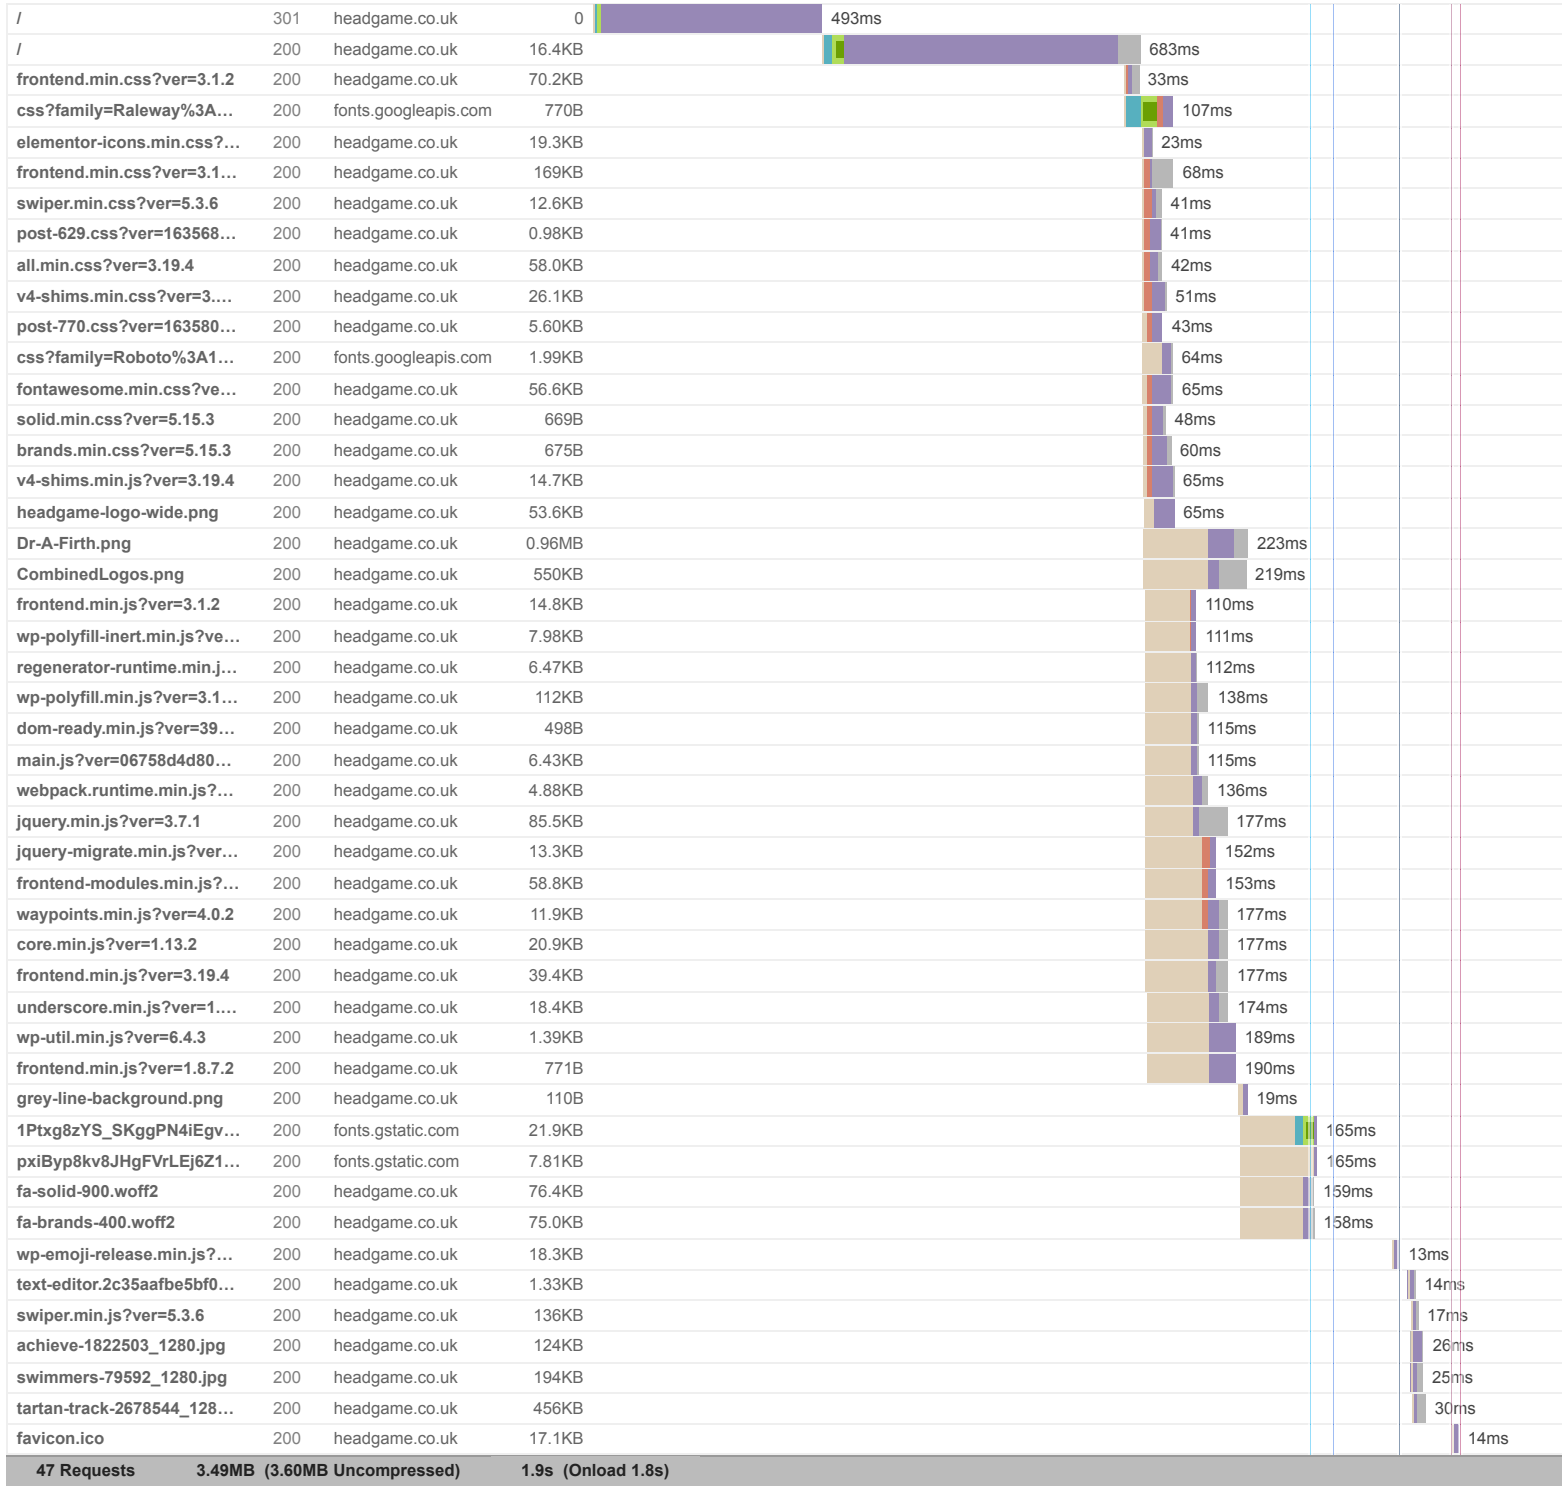 / 301 headgame.co.uk 0 493ms
/ 200 headgame.co.uk 16.4KB 683ms
frontend.min.css?ver=3.1.2 200 headgame.co.uk 70.2KB 33ms
css?family=Raleway%3A... 200 fonts.googleapis.com 770B 107ms
elementor-icons.min.css?... 200 headgame.co.uk 19.3KB 23ms
frontend.min.css?ver=3.1... 200 headgame.co.uk 169KB 68ms
swiper.min.css?ver=5.3.6 200 headgame.co.uk 12.6KB 41ms
post-629.css?ver=163568... 200 headgame.co.uk 0.98KB 41ms
all.min.css?ver=3.19.4 200 headgame.co.uk 58.0KB 42ms
v4-shims.min.css?ver=3.... 200 headgame.co.uk 26.1KB 51ms
post-770.css?ver=163580... 200 headgame.co.uk 5.60KB 43ms
css?family=Roboto%3A1... 200 fonts.googleapis.com 1.99KB 64ms
fontawesome.min.css?ve... 200 headgame.co.uk 56.6KB 65ms
solid.min.css?ver=5.15.3 200 headgame.co.uk 669B 48ms
brands.min.css?ver=5.15.3 200 headgame.co.uk 675B 60ms
v4-shims.min.js?ver=3.19.4 200 headgame.co.uk 14.7KB 65ms
headgame-logo-wide.png 200 headgame.co.uk 53.6KB 65ms
Dr-A-Firth.png 200 headgame.co.uk 0.96MB 223ms
CombinedLogos.png 200 headgame.co.uk 550KB 219ms
frontend.min.js?ver=3.1.2 200 headgame.co.uk 14.8KB 110ms
wp-polyfill-inert.min.js?ve... 200 headgame.co.uk 7.98KB 111ms
regenerator-runtime.min.j... 200 headgame.co.uk 6.47KB 112ms
wp-polyfill.min.js?ver=3.1... 200 headgame.co.uk 112KB 138ms
dom-ready.min.js?ver=39... 200 headgame.co.uk 498B 115ms
main.js?ver=06758d4d80... 200 headgame.co.uk 6.43KB 115ms
webpack.runtime.min.js?... 200 headgame.co.uk 4.88KB 136ms
jquery.min.js?ver=3.7.1 200 headgame.co.uk 85.5KB 177ms
jquery-migrate.min.js?ver... 200 headgame.co.uk 13.3KB 152ms
frontend-modules.min.js?... 200 headgame.co.uk 58.8KB 153ms
waypoints.min.js?ver=4.0.2 200 headgame.co.uk 11.9KB 177ms
core.min.js?ver=1.13.2 200 headgame.co.uk 20.9KB 177ms
frontend.min.js?ver=3.19.4 200 headgame.co.uk 39.4KB 177ms
underscore.min.js?ver=1.... 200 headgame.co.uk 18.4KB 174ms
wp-util.min.js?ver=6.4.3 200 headgame.co.uk 1.39KB 189ms
frontend.min.js?ver=1.8.7.2 200 headgame.co.uk 771B 190ms
grey-line-background.png 200 headgame.co.uk 110B 19ms
1Ptxg8zYS_SKggPN4iEgv... 200 fonts.gstatic.com 21.9KB 165ms
pxiByp8kv8JHgFVrLEj6Z1... 200 fonts.gstatic.com 7.81KB 165ms
fa-solid-900.woff2 200 headgame.co.uk 76.4KB 159ms
fa-brands-400.woff2 200 headgame.co.uk 75.0KB 158ms
wp-emoji-release.min.js?... 200 headgame.co.uk 18.3KB 13ms
text-editor.2c35aafbe5bf0... 200 headgame.co.uk 1.33KB 14ms
swiper.min.js?ver=5.3.6 200 headgame.co.uk 136KB 17ms
achieve-1822503_1280.jpg 200 headgame.co.uk 124KB 26ms
swimmers-79592_1280.jpg 200 headgame.co.uk 194KB 25ms
tartan-track-2678544_128... 200 headgame.co.uk 456KB 30ms
favicon.ico 200 headgame.co.uk 17.1KB 14ms
47 Requests 3.49MB (3.60MB Uncompressed) 1.9s (Onload 1.8s)